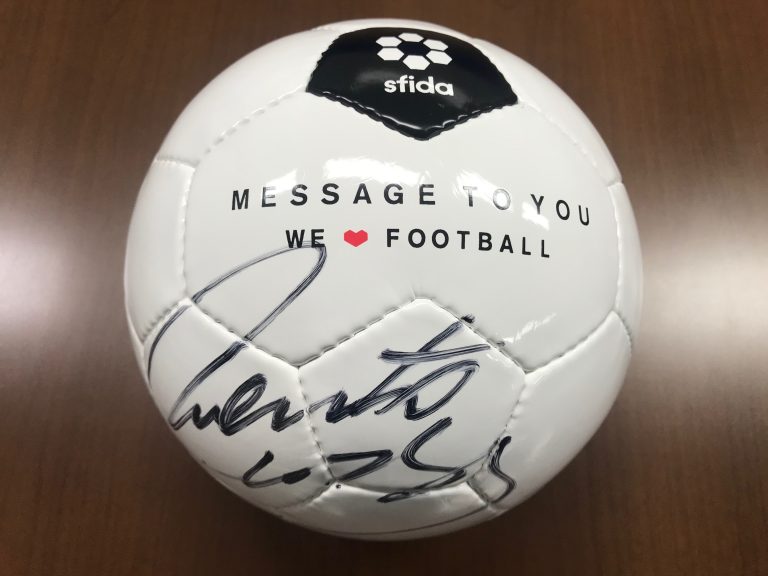 sfida
MESSAGE TO YOU
WE ❤ FOOTBALL